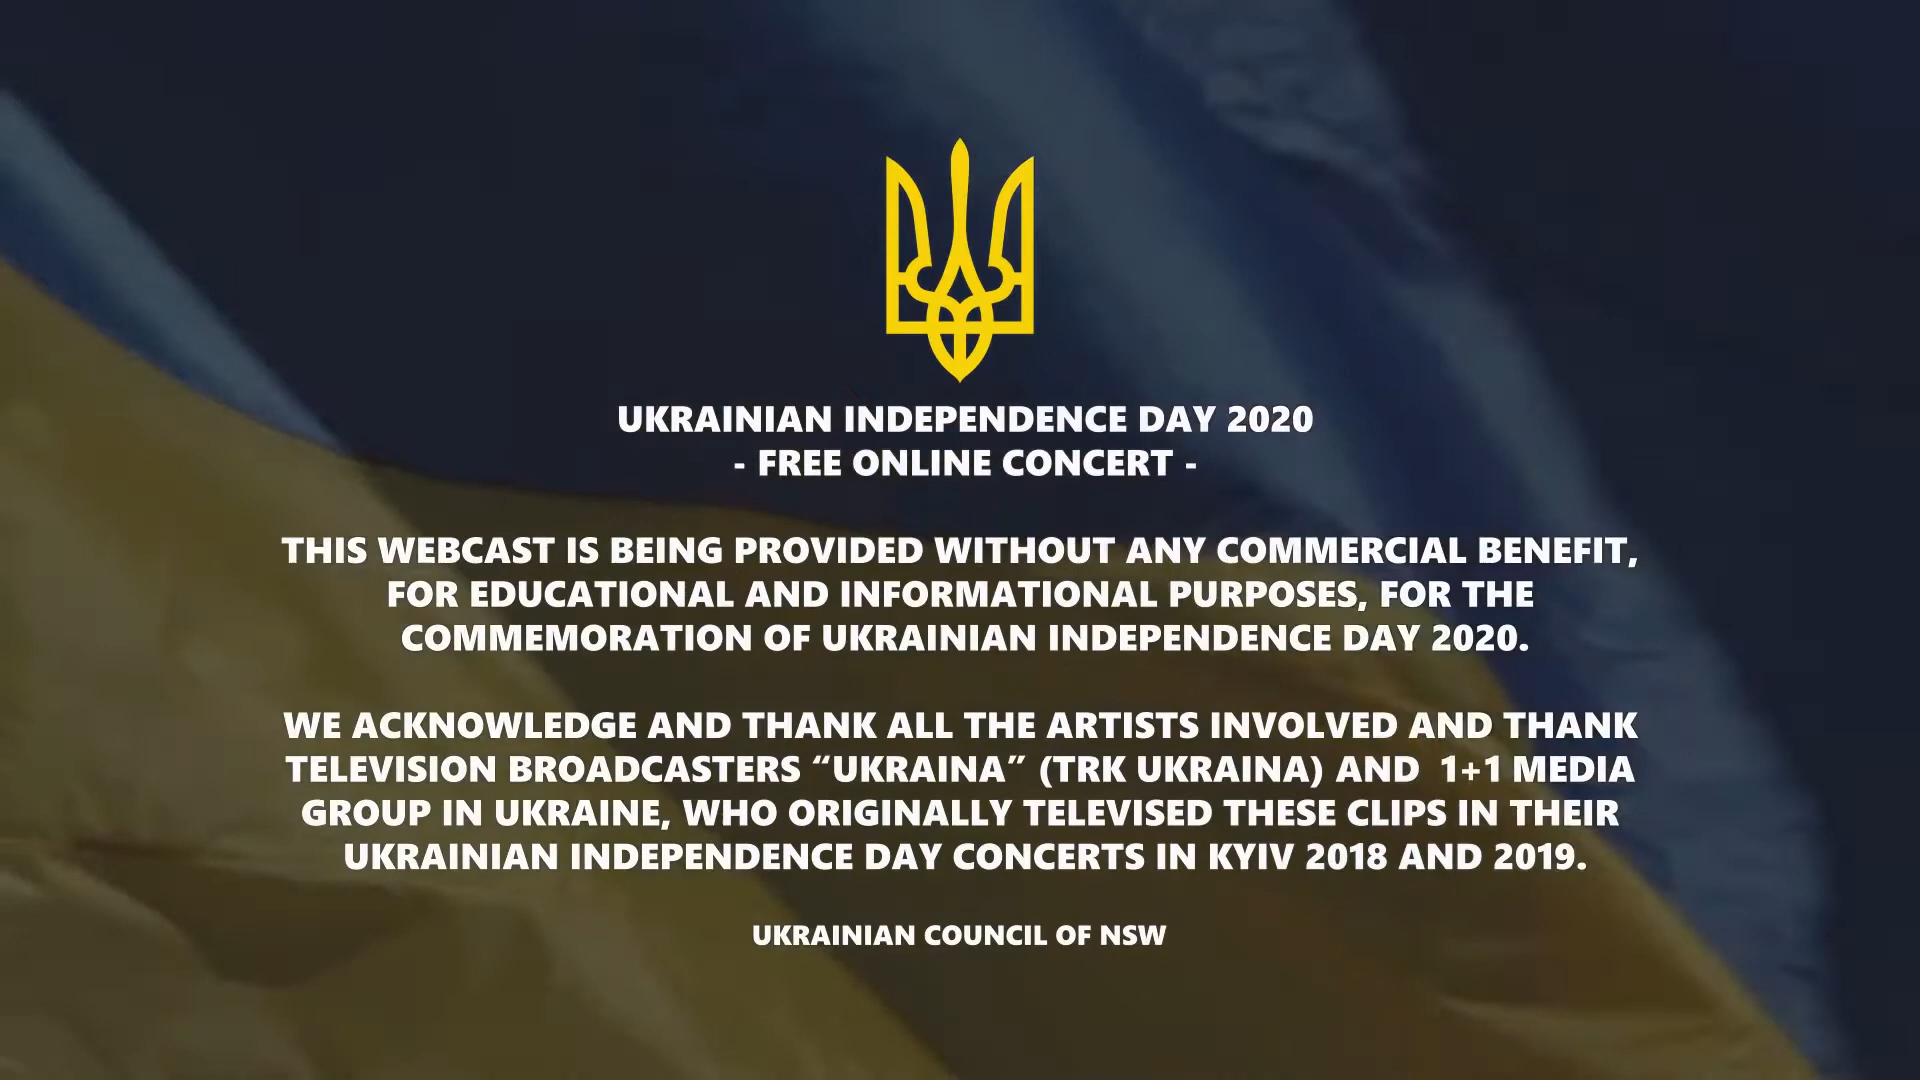 UKRAINIAN INDEPENDENCE DAY 2020
- FREE ONLINE CONCERT -
THIS WEBCAST IS BEING PROVIDED WITHOUT ANY COMMERCIAL BENEFIT,
FOR EDUCATIONAL AND INFORMATIONAL PURPOSES, FOR THE
COMMEMORATION OF UKRAINIAN INDEPENDENCE DAY 2020.
WE ACKNOWLEDGE AND THANK ALL THE ARTISTS INVOLVED AND THANK
TELEVISION BROADCASTERS “UKRAINA” (TRK UKRAINA) AND  1+1 MEDIA
GROUP IN UKRAINE, WHO ORIGINALLY TELEVISED THESE CLIPS IN THEIR
UKRAINIAN INDEPENDENCE DAY CONCERTS IN KYIV 2018 AND 2019.
UKRAINIAN COUNCIL OF NSW